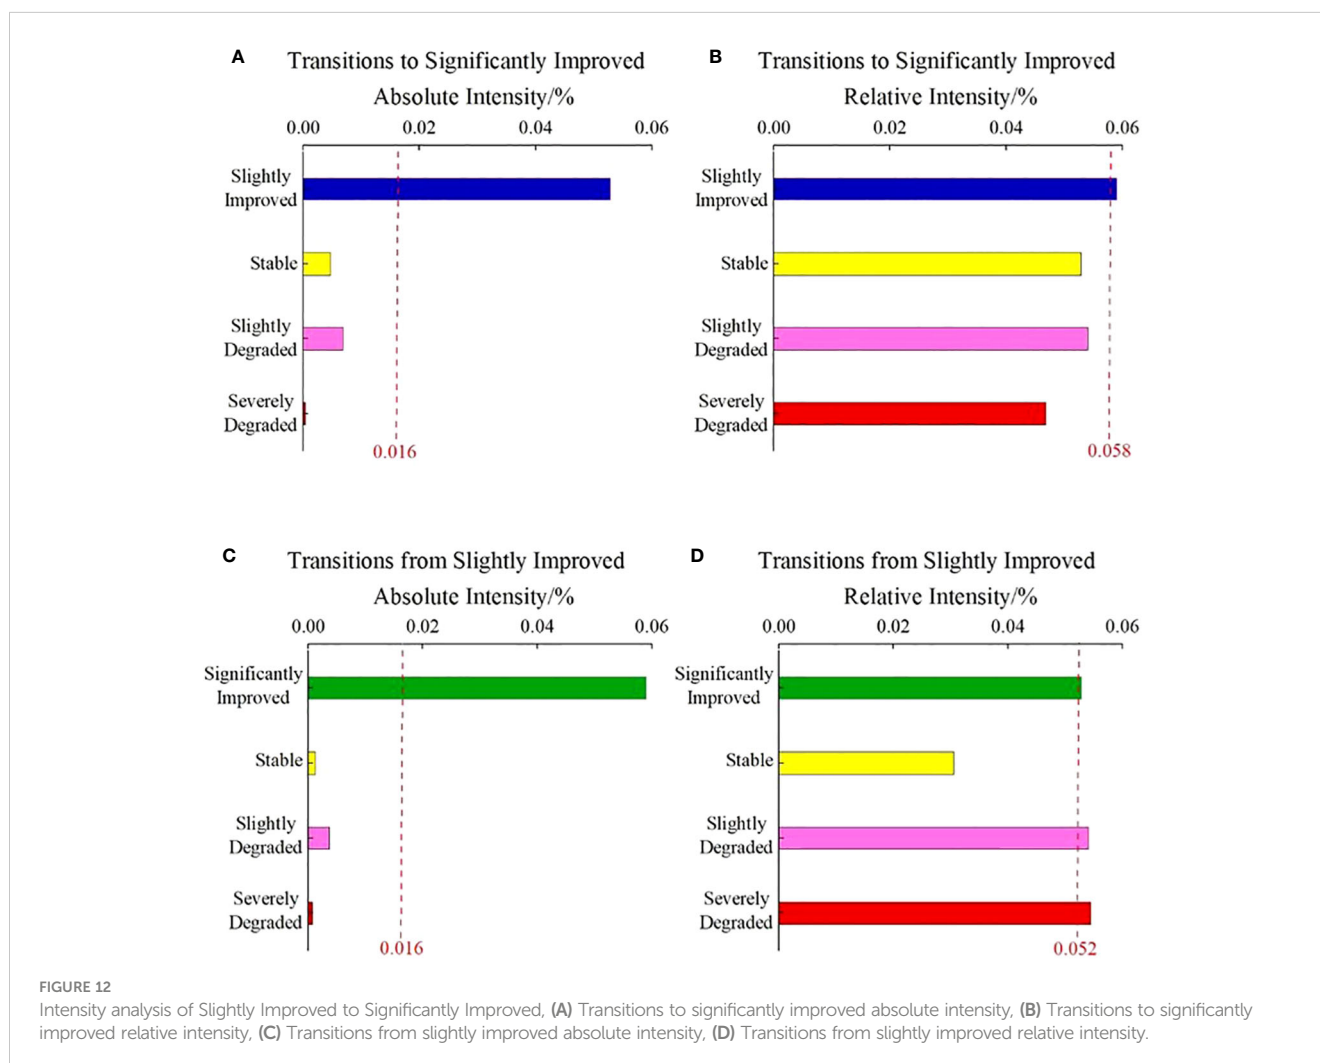 A Transitions to Significantly Improved
Absolute Intensity/%
0.00 0.02 0.04 0.06
Slightly
Improved
Stable
Slightly
Degraded
Severely
Degraded
0.016
B Transitions to Significantly Improved
Relative Intensity/%
0.00 0.02 0.04 0.06
Slightly
Improved
Stable
Slightly
Degraded
Severely
Degraded
0.058
C Transitions from Slightly Improved
Absolute Intensity/%
0.00 0.02 0.04 0.06
Significantly
Improved
Stable
Slightly
Degraded
Severely
Degraded
0.016
D Transitions from Slightly Improved
Relative Intensity/%
0.00 0.02 0.04 0.06
Significantly
Improved
Stable
Slightly
Degraded
Severely
Degraded
0.052
FIGURE 12
Intensity analysis of Slightly Improved to Significantly Improved, (A) Transitions to significantly improved absolute intensity, (B) Transitions to significantly
improved relative intensity, (C) Transitions from slightly improved absolute intensity, (D) Transitions from slightly improved relative intensity.